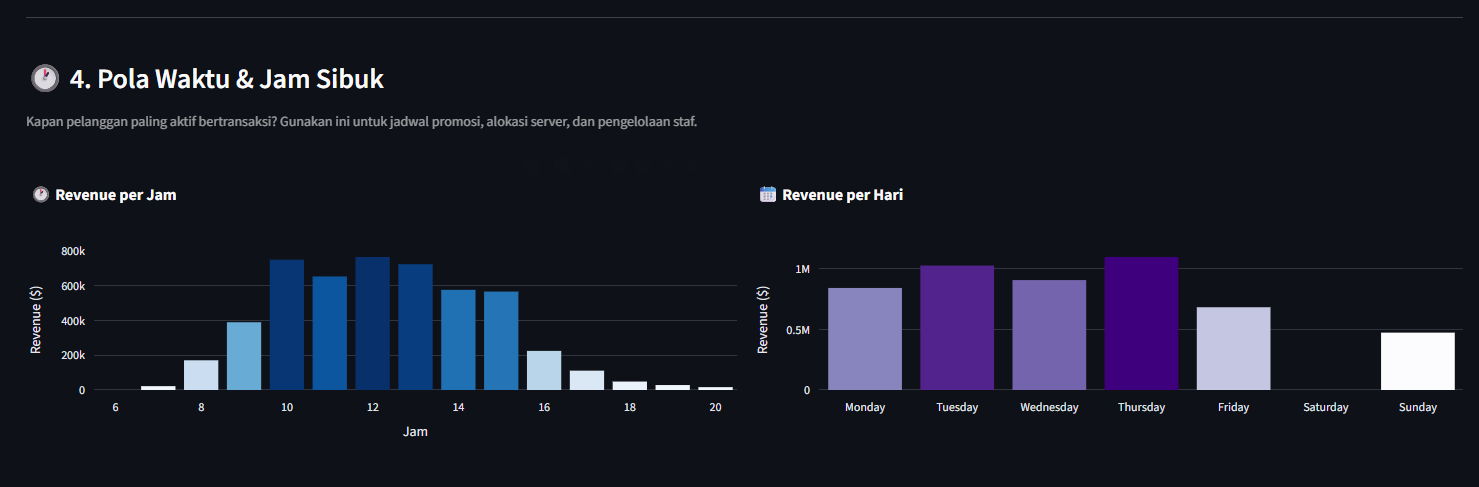 4. Pola Waktu & Jam Sibuk
Kapan pelanggan paling aktif bertransaksi? Gunakan ini untuk jadwal promosi, alokasi server, dan pengelolaan staf.
Revenue per Jam
800k
600k
400k
200k
0
Revenue ($)
6 8 10 12 14 16 18 20
Jam
Revenue per Hari
1M
0.5M
0
Revenue ($)
Monday Tuesday Wednesday Thursday Friday Saturday Sunday